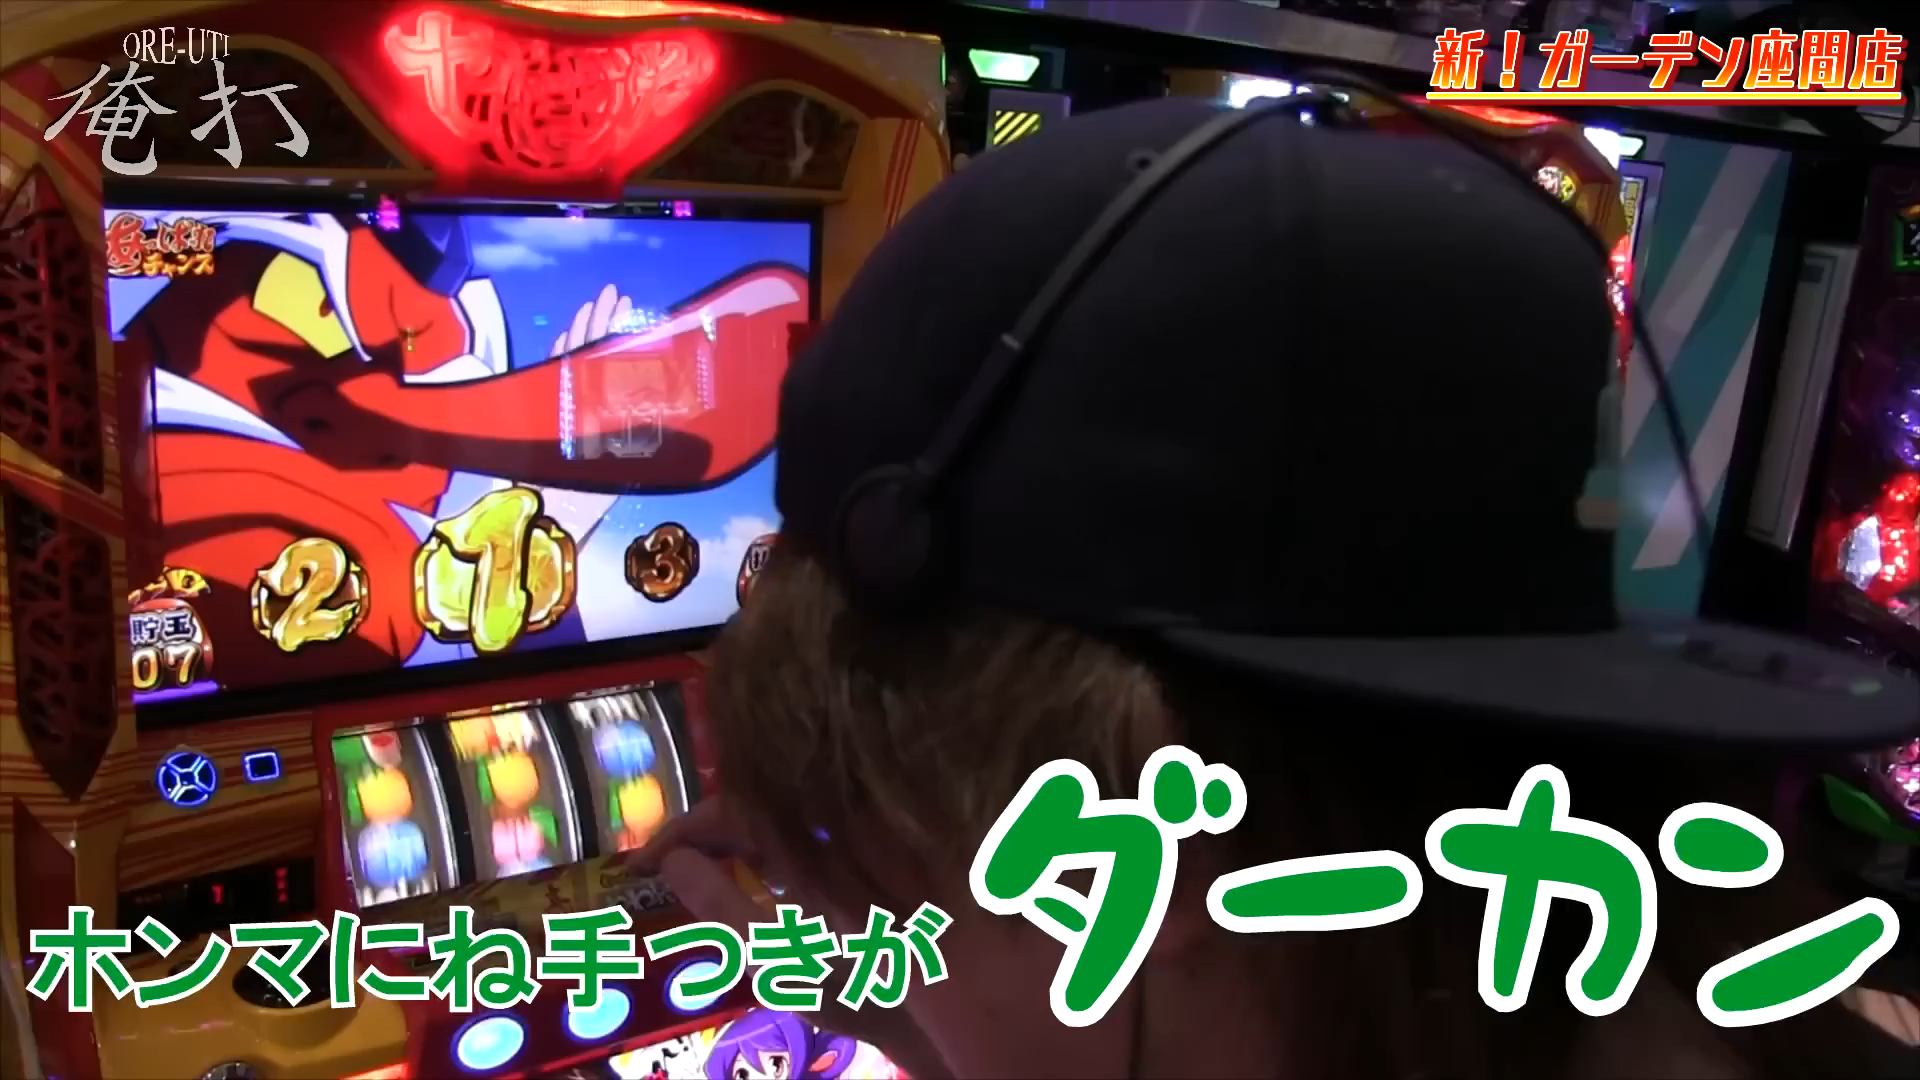 ORE-UTI
俺打
新！ガーデン座間店
チャンス
2 1 3
貯玉
07
ホンマにね手つきが ダーカン